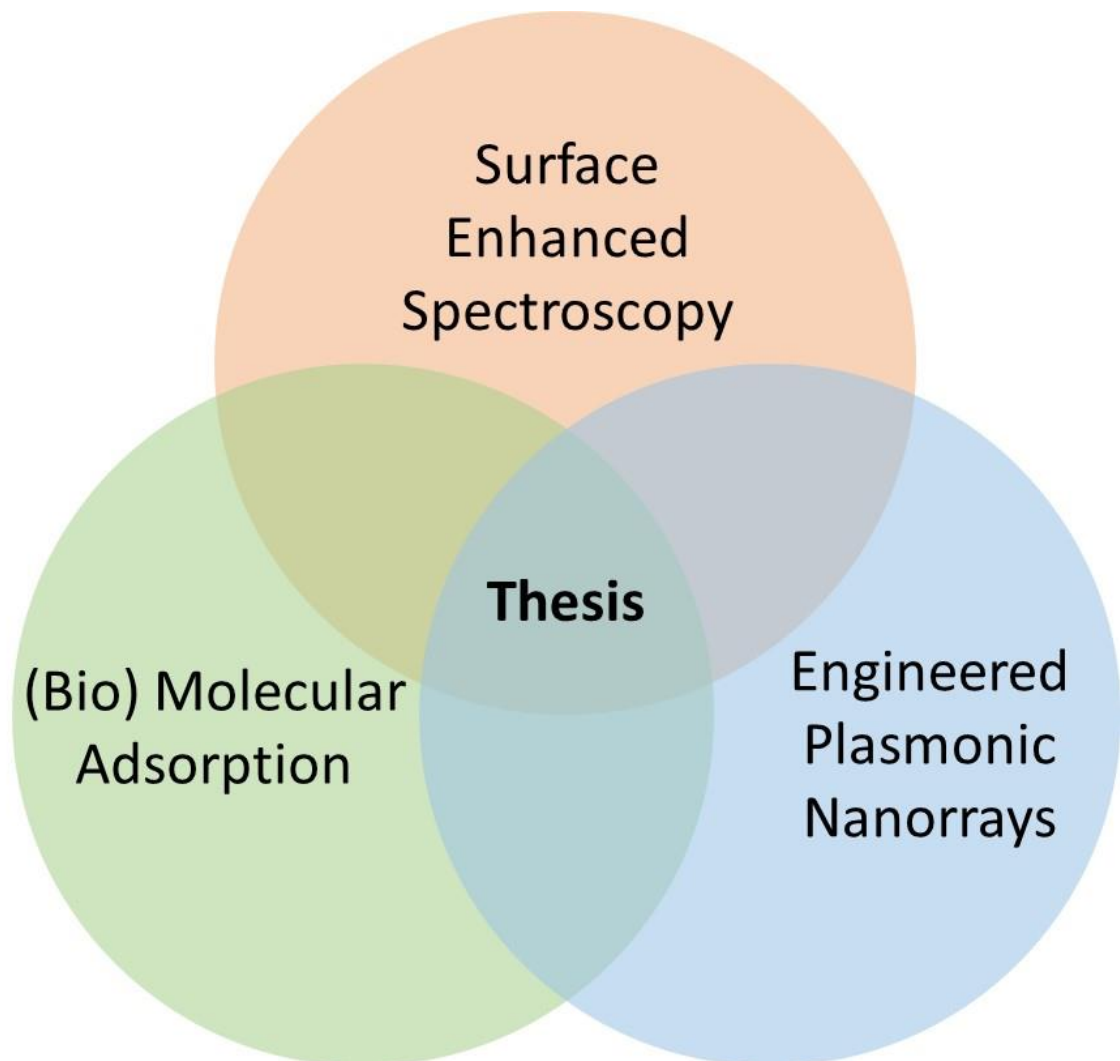 Surface
Enhanced
Spectroscopy
Thesis
(Bio) Molecular
Adsorption
Engineered
Plasmonic
Nanorrays